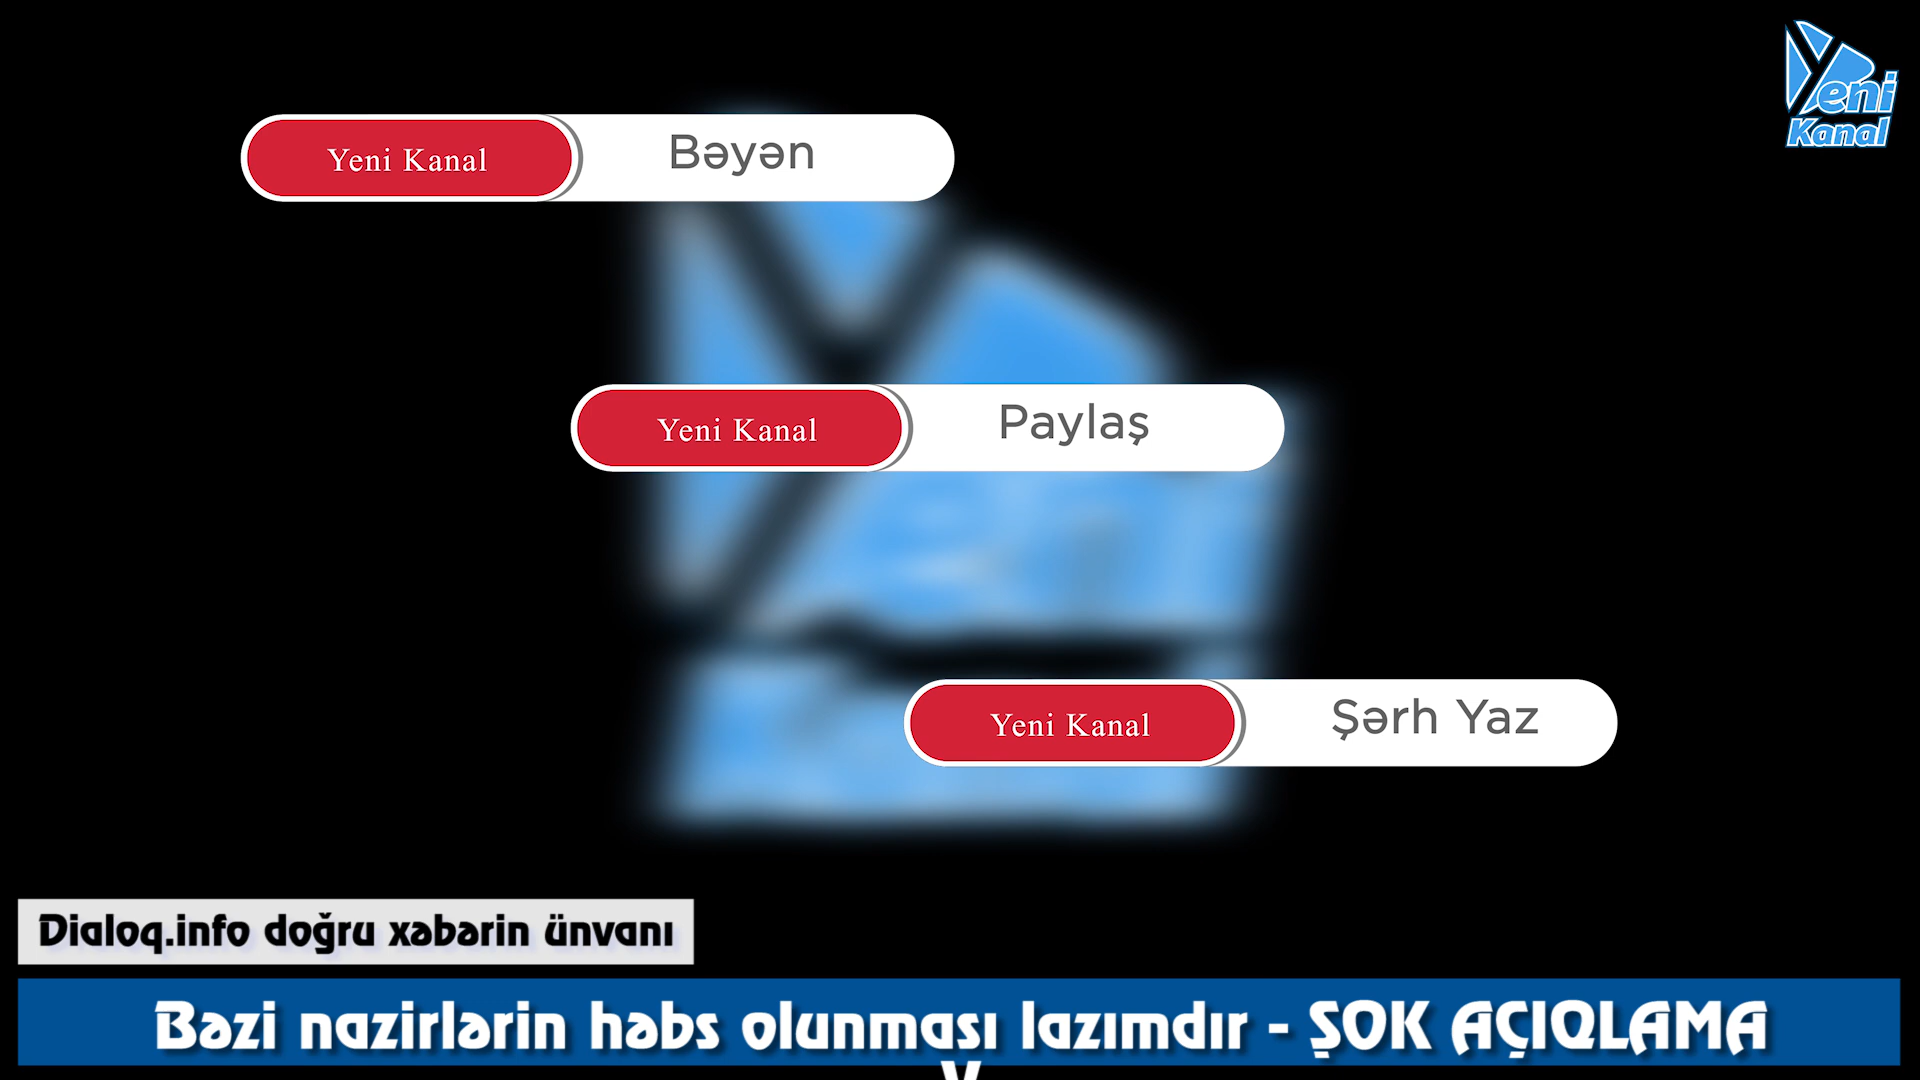 Yeni Kanal
Yeni Kanal Bəyən
Yeni Kanal Paylaş
Yeni Kanal Şərh Yaz
Dialoq.info doğru xəbərin ünvanı
Bəzi nazirlərin həbs olunması lazımdır - ŞOK AÇIQLAMA